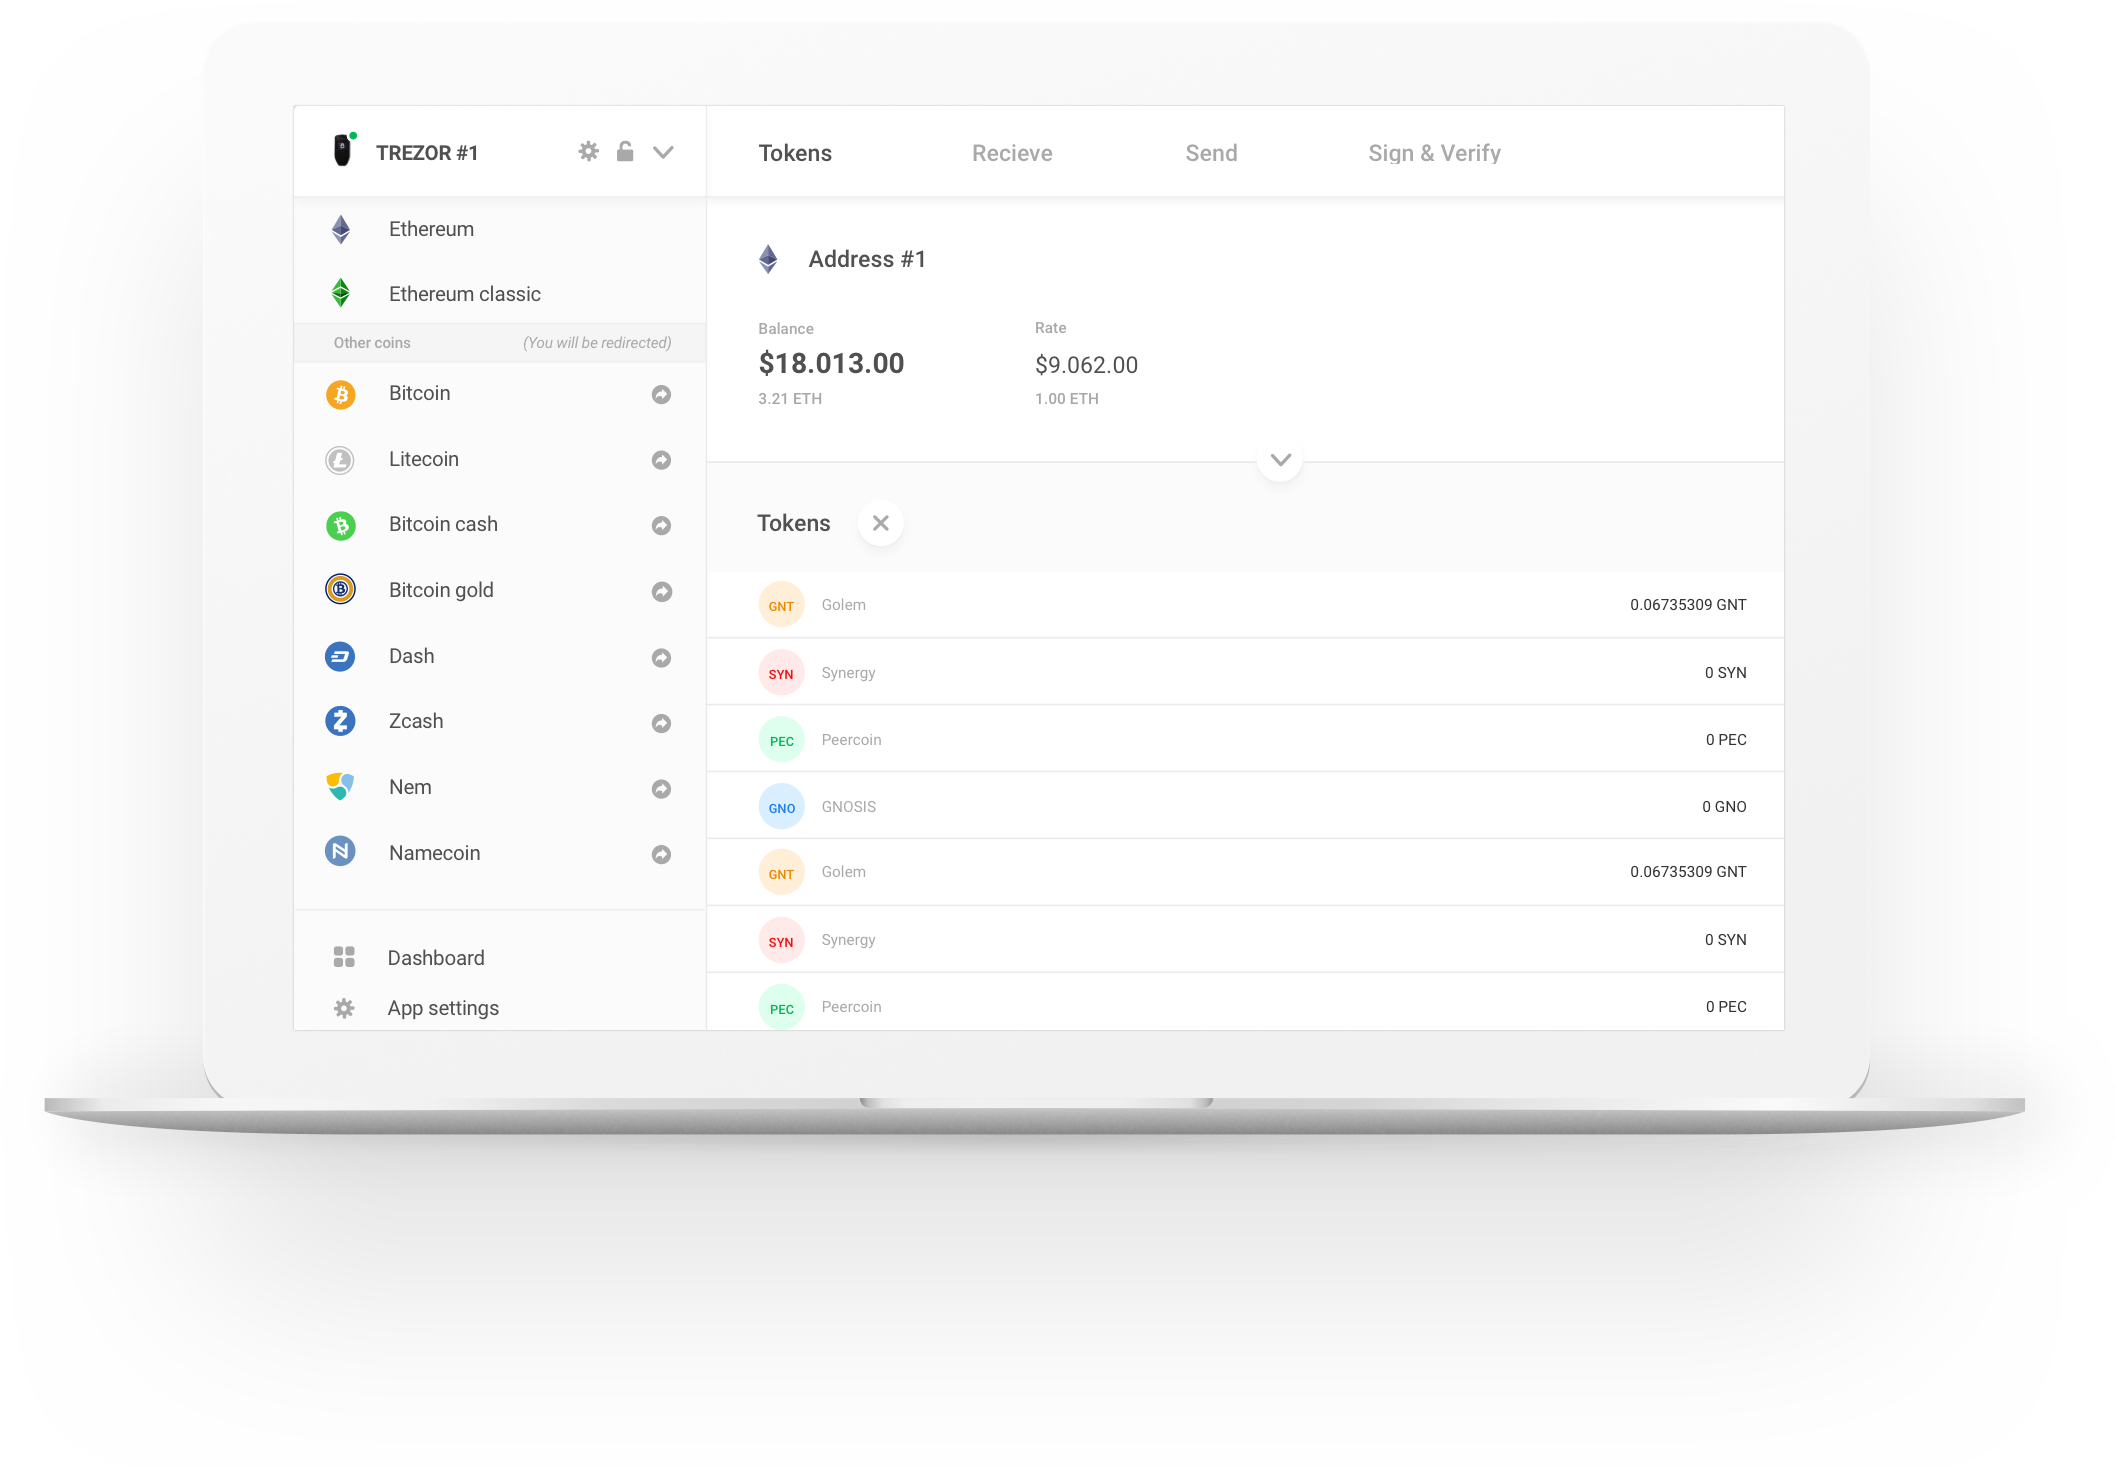 TREZOR #1
Tokens Recieve Send Sign & Verify
Ethereum
Ethereum classic
Other coins (You will be redirected)
Bitcoin
Litecoin
Bitcoin cash
Bitcoin gold
Dash
Zcash
Nem
Namecoin
Dashboard
App settings
Address #1
Balance Rate
$18.013.00 $9.062.00
3.21 ETH 1.00 ETH
Tokens
GNT Golem 0.06735309 GNT
SYN Synergy 0 SYN
PEC Peercoin 0 PEC
GNO GNOSIS 0 GNO
GNT Golem 0.06735309 GNT
SYN Synergy 0 SYN
PEC Peercoin 0 PEC